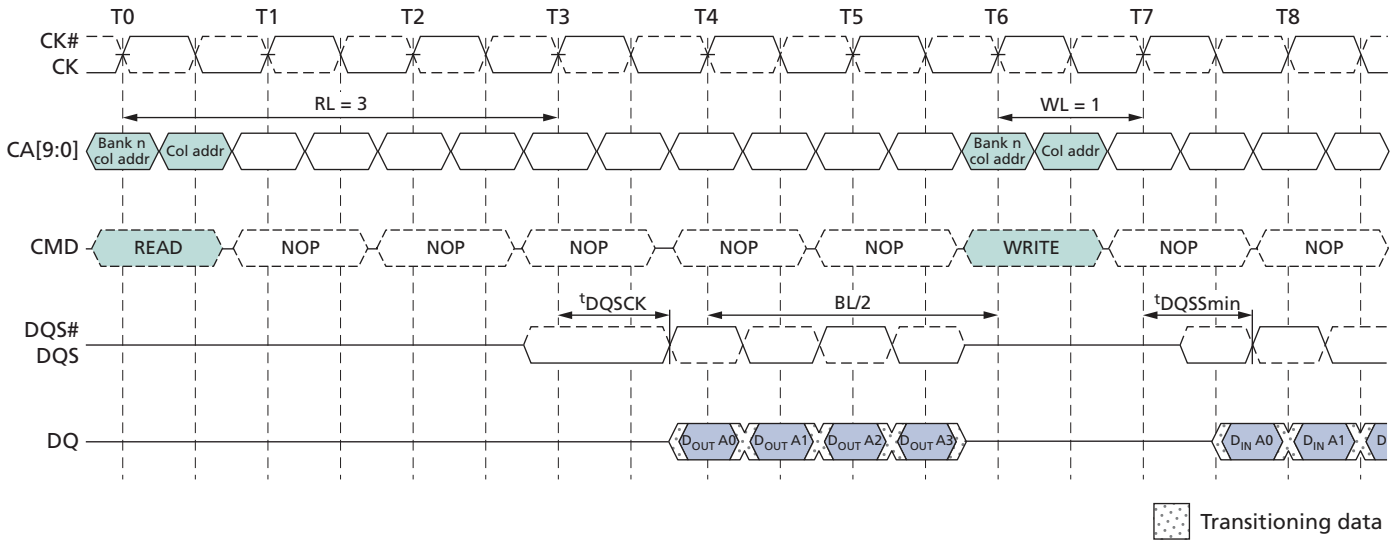 T0 T1 T2 T3 T4 T5 T6 T7 T8
CK#
CK
RL = 3 WL = 1
CA[9:0] Bank n col addr Col addr Bank n col addr Col addr
CMD READ NOP NOP NOP NOP NOP WRITE NOP NOP
tDQSCK BL/2 tDQSSmin
DQS#
DQS
DQ DOUT A0 DOUT A1 DOUT A2 DOUT A3 DIN A0 DIN A1 D
Transitioning data